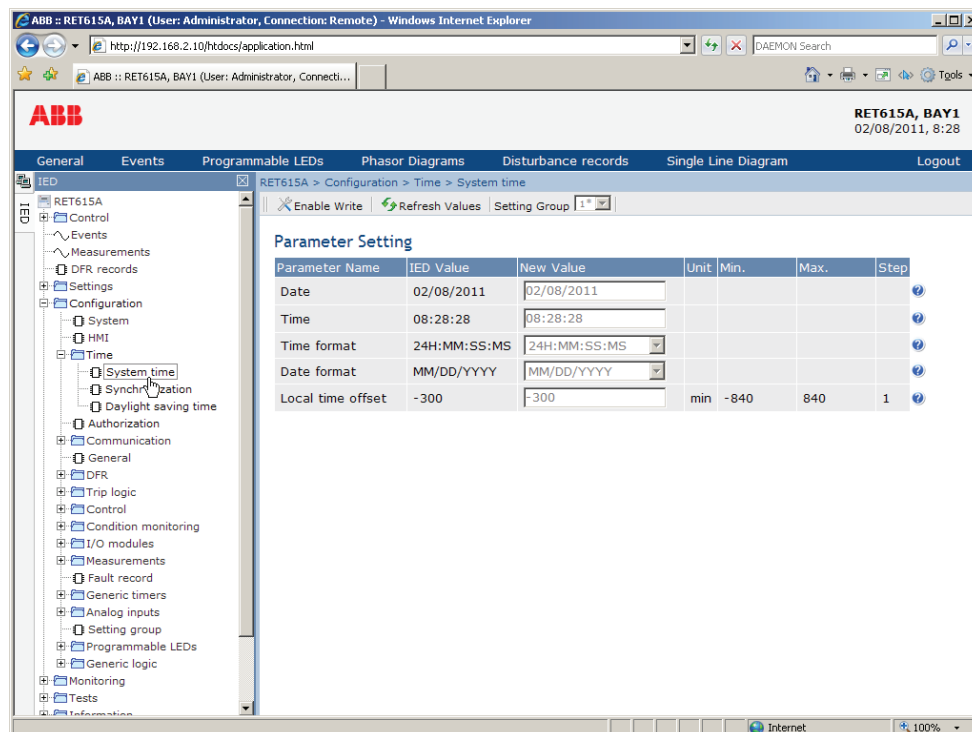 ABB :: RET615A, BAY1 (User: Administrator, Connection: Remote) - Windows Internet Explorer
http://192.168.2.10/htdocs/application.html
DAEMON Search
ABB :: RET615A, BAY1 (User: Administrator, Connecti...
Tools
ABB
RET615A, BAY1
02/08/2011, 8:28
General Events Programmable LEDs Phasor Diagrams Disturbance records Single Line Diagram Logout
IED
IED
RET615A
Control
Events
Measurements
DFR records
Settings
Configuration
System
HMI
Time
System time
Synchronization
Daylight saving time
Authorization
Communication
General
DFR
Trip logic
Control
Condition monitoring
I/O modules
Measurements
Fault record
Generic timers
Analog inputs
Setting group
Programmable LEDs
Generic logic
Monitoring
Tests
Information
RET615A > Configuration > Time > System time
Enable Write Refresh Values Setting Group 1*
Parameter Setting
Parameter Name IED Value New Value Unit Min. Max. Step
Date 02/08/2011 02/08/2011
Time 08:28:28 08:28:28
Time format 24H:MM:SS:MS 24H:MM:SS:MS
Date format MM/DD/YYYY MM/DD/YYYY
Local time offset -300 -300 min -840 840 1
Internet 100%